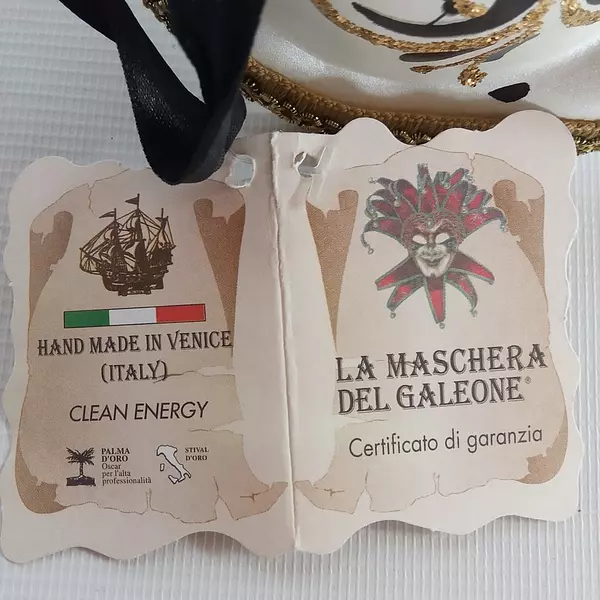 HAND MADE IN VENICE
(ITALY)
CLEAN ENERGY
PALMA
D'ORO
Oscar
per l'alta
professionalità
STIVAL
D'ORO
LA MASCHERA
DEL GALEONE®
Certificato di garanzia